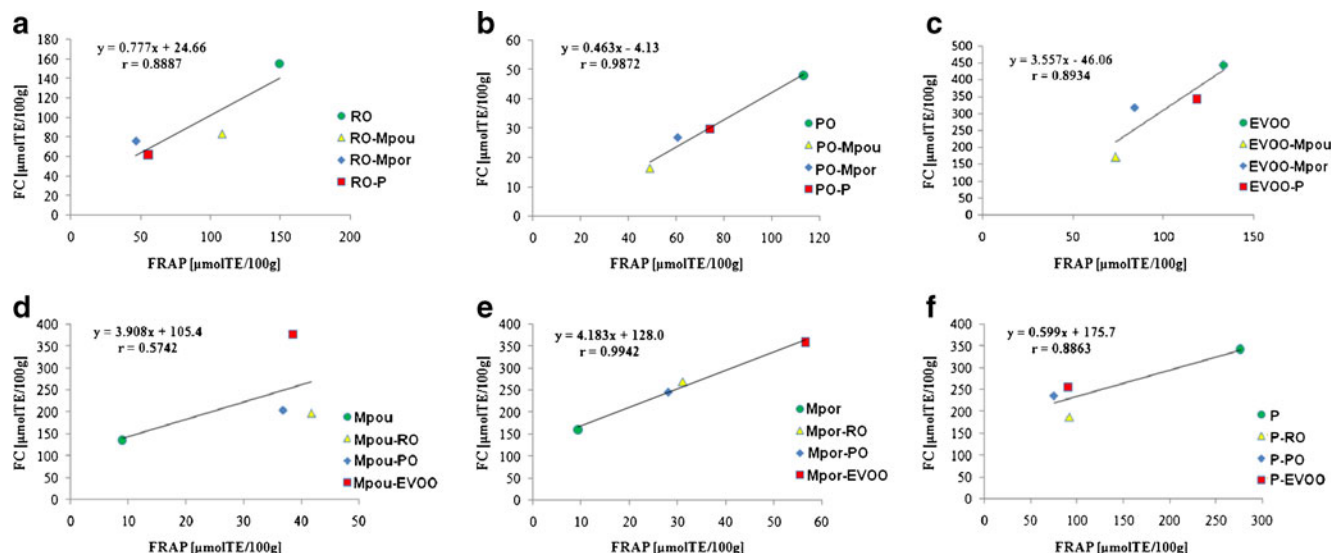 a
y = 0.777x + 24.66
r = 0.8887
FC [µmolTE/100g]
180
160
140
120
100
80
60
40
20
0
0 50 100 150 200
FRAP [µmolTE/100g]
RO
RO-Mpou
RO-Mpor
RO-P
b
y = 0.463x - 4.13
r = 0.9872
FC [µmolTE/100g]
60
50
40
30
20
10
0
0 20 40 60 80 100 120
FRAP [µmolTE/100g]
PO
PO-Mpou
PO-Mpor
PO-P
c
y = 3.557x - 46.06
r = 0.8934
FC [µmolTE/100g]
500
450
400
350
300
250
200
150
100
50
0
0 50 100 150
FRAP [µmolTE/100g]
EVOO
EVOO-Mpou
EVOO-Mpor
EVOO-P
d
y = 3.908x + 105.4
r = 0.5742
FC [µmolTE/100g]
400
350
300
250
200
150
100
50
0
0 10 20 30 40 50
FRAP [µmolTE/100g]
Mpou
Mpou-RO
Mpou-PO
Mpou-EVOO
e
y = 4.183x + 128.0
r = 0.9942
FC [µmolTE/100g]
400
350
300
250
200
150
100
50
0
0 10 20 30 40 50 60
FRAP [µmolTE/100g]
Mpor
Mpor-RO
Mpor-PO
Mpor-EVOO
f
y = 0.599x + 175.7
r = 0.8863
FC [µmolTE/100g]
400
350
300
250
200
150
100
50
0
0 50 100 150 200 250 300
FRAP [µmolTE/100g]
P
P-RO
P-PO
P-EVOO